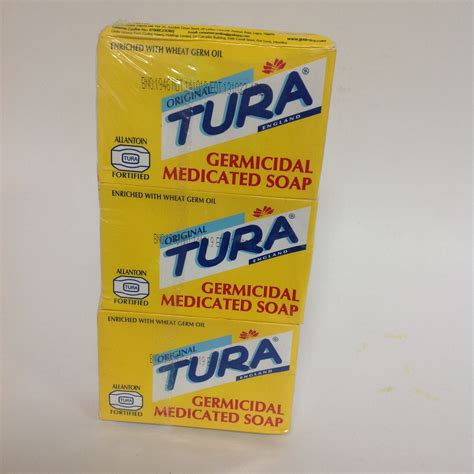 ENRICHED WITH WHEAT GERM OIL
ORIGINAL
TURA
ENGLAND
ALLANTOIN
TURA
FORTIFIED
GERMICIDAL
MEDICATED SOAP
ENRICHED WITH WHEAT GERM OIL
ORIGINAL
TURA
ENGLAND
ALLANTOIN
TURA
FORTIFIED
GERMICIDAL
MEDICATED SOAP
ENRICHED WITH WHEAT GERM OIL
ORIGINAL
TURA
ENGLAND
ALLANTOIN
TURA
FORTIFIED
GERMICIDAL
MEDICATED SOAP